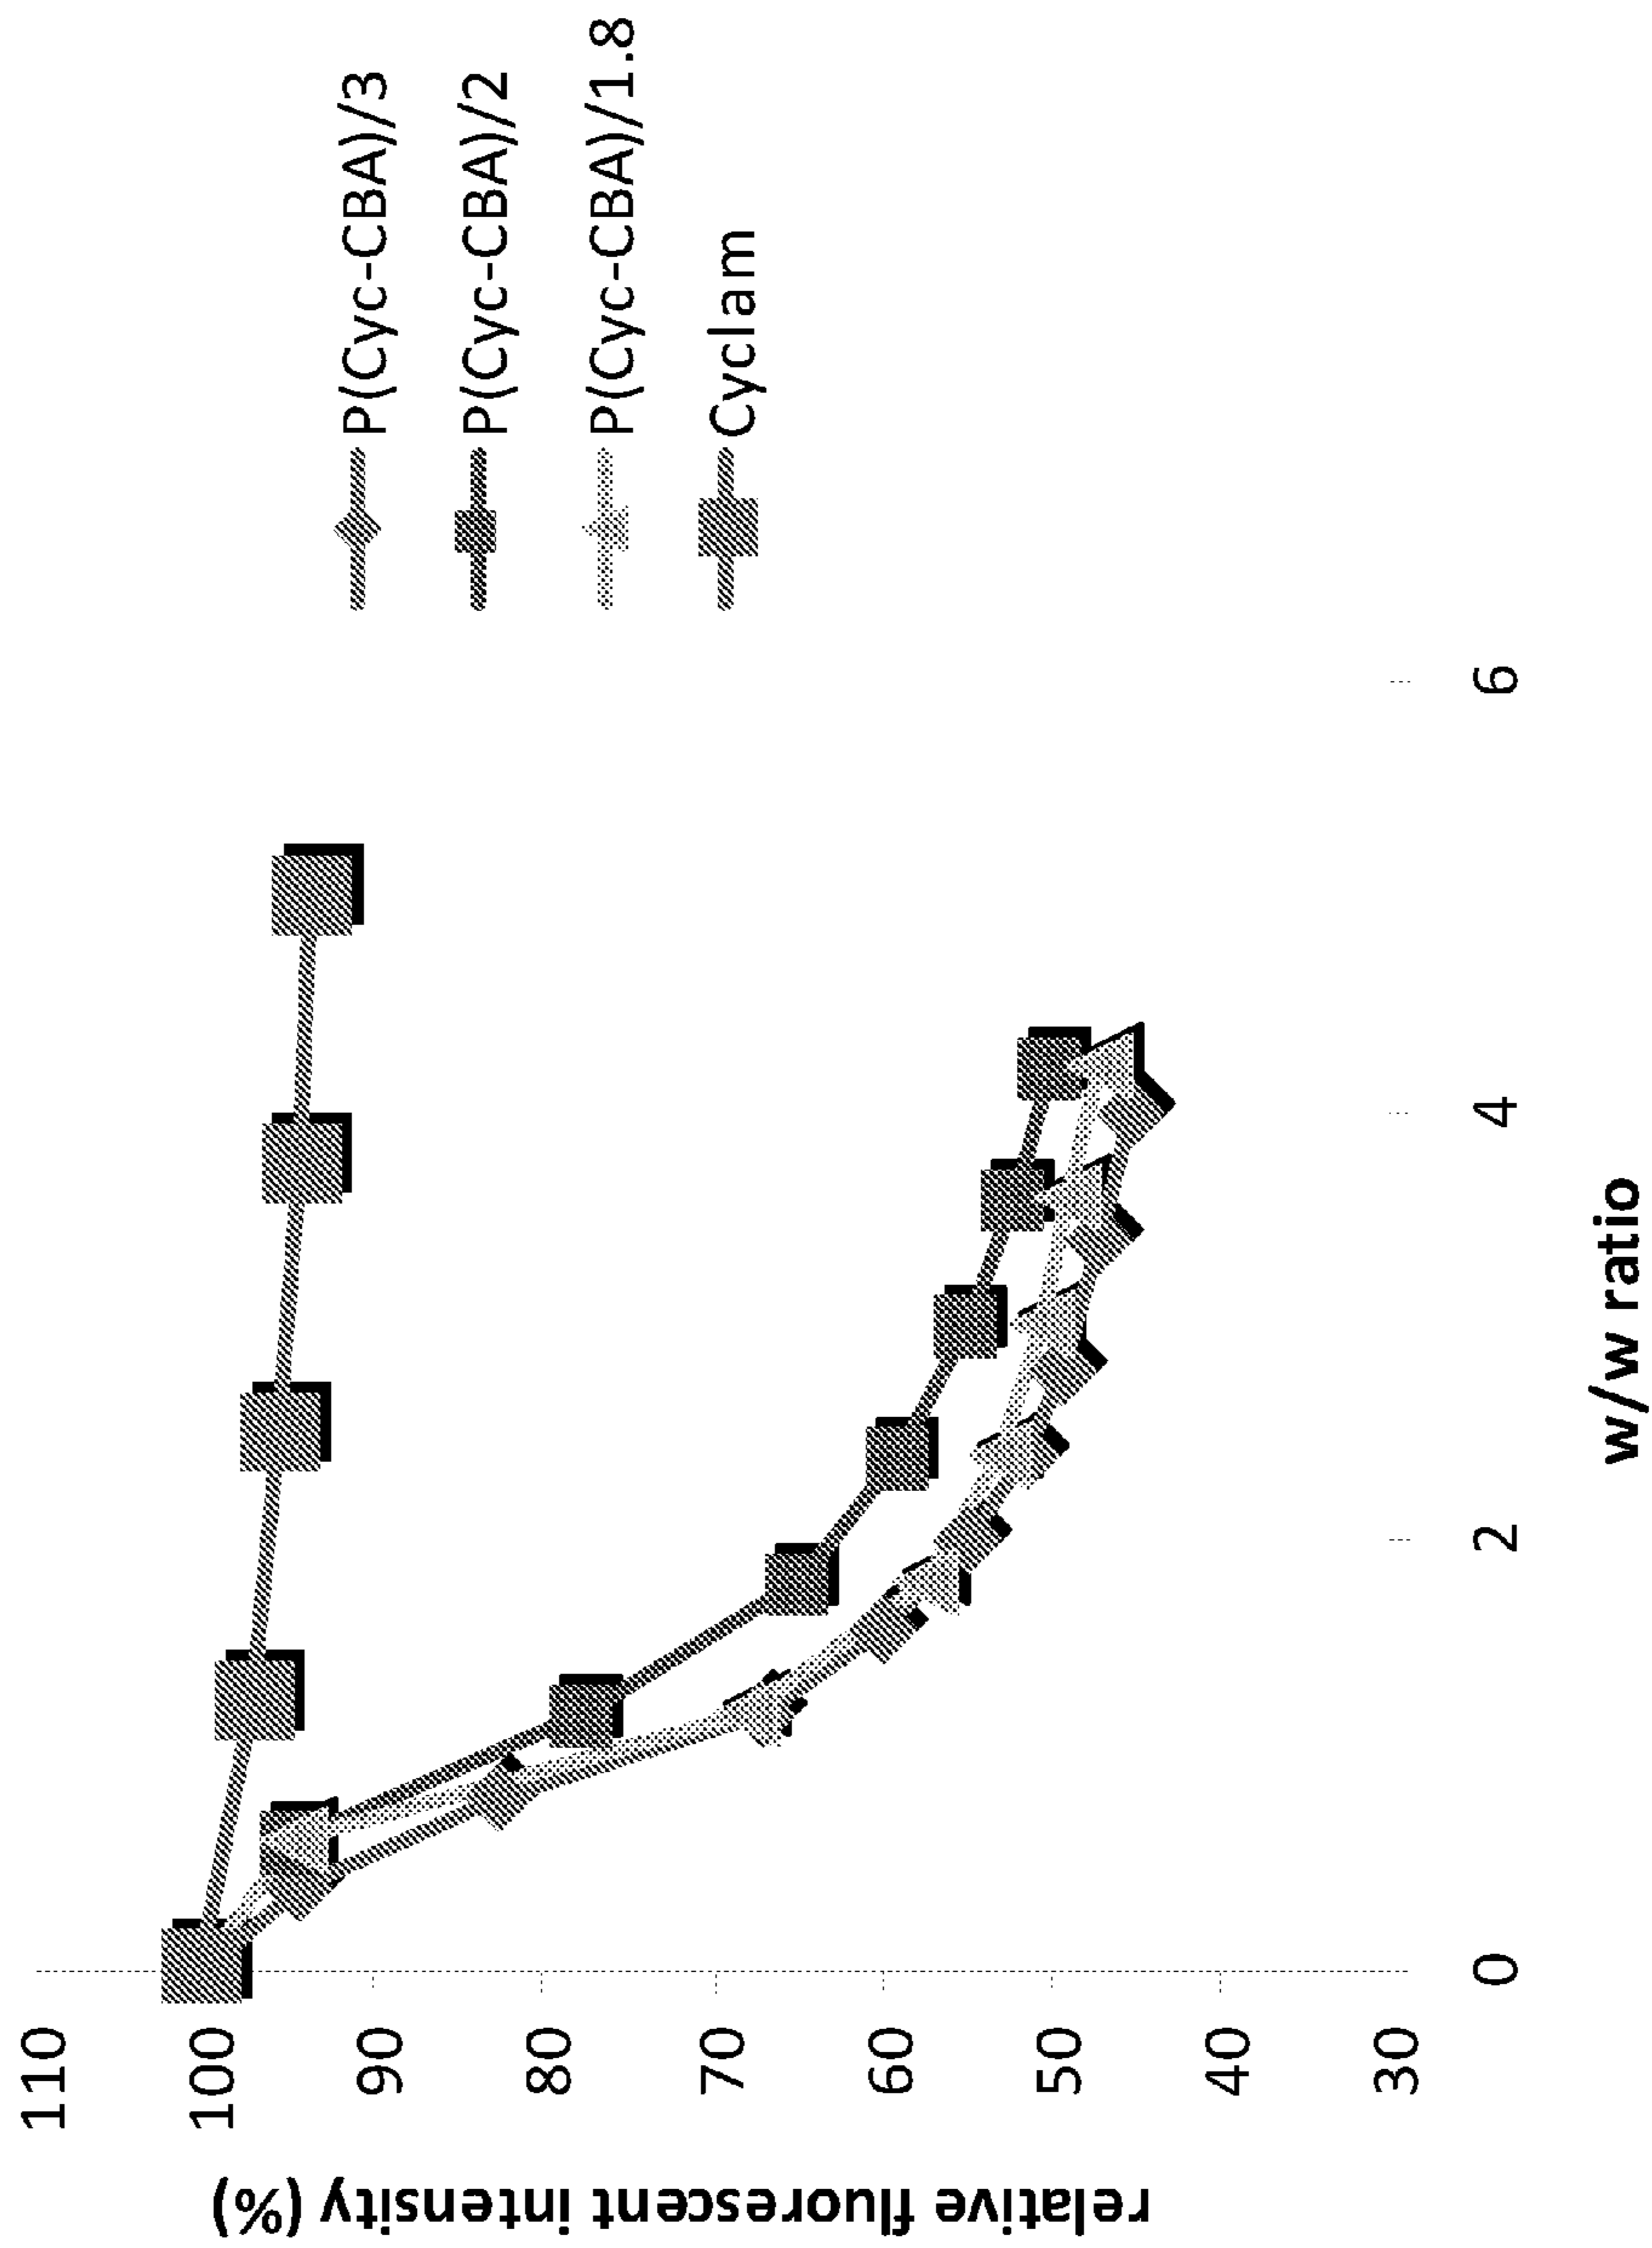 110
100
90
80
70
60
50
40
30
relative fluorescent intensity (%)
0
2
4
6
w/w ratio
P(Cyc-CBA)/3
P(Cyc-CBA)/2
P(Cyc-CBA)/1.8
Cyclam